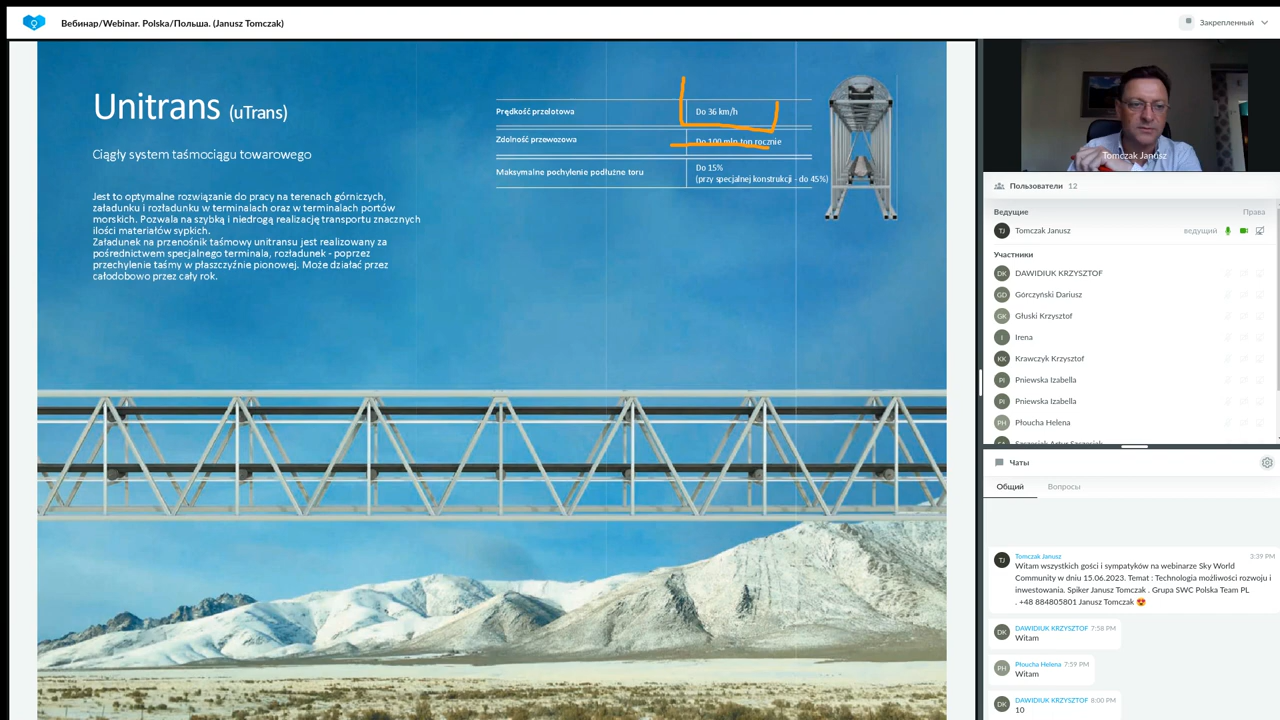 Вебинар/Webinar. Polska/Польша. (Janusz Tomczak)
Закрепленный
Unitrans (uTrans)
Ciągły system taśmociągu towarowego
Jest to optymalne rozwiązanie do pracy na terenach górniczych,
załadunku i rozładunku w terminalach oraz w terminalach portów
morskich. Pozwala na szybką i niedrogą realizację transportu znacznych
ilości materiałów sypkich.
Załadunek na przenośnik taśmowy unitransu jest realizowany za
pośrednictwem specjalnego terminala, rozładunek - poprzez
przechylenie taśmy w płaszczyźnie pionowej. Może działać przez
całodobowo przez cały rok.
Prędkość przelotowa
Do 36 km/h
Zdolność przewozowa
Do 100 mln ton rocznie
Maksymalne pochylenie podłużne toru
Do 15%
(przy specjalnej konstrukcji - do 45%)
Tomczak Janusz
Пользователи 12
Ведущие
Права
TJ Tomczak Janusz ведущий
Участники
DK DAWIDIUK KRZYSZTOF
GD Górczyński Dariusz
GK Głuski Krzysztof
I Irena
KK Krawczyk Krzysztof
PI Pniewska Izabella
PI Pniewska Izabella
PH Płoucha Helena
Чаты
Общий
Вопросы
TJ Tomczak Janusz 3:39 PM
Witam wszystkich gości i sympatyków na webinarze Sky World
Community w dniu 15.06.2023. Temat : Technologia możliwości rozwoju i
inwestowania. Spiker Janusz Tomczak . Grupa SWC Polska Team PL
. +48 884805801 Janusz Tomczak 😍
DK DAWIDIUK KRZYSZTOF 7:58 PM
Witam
PH Płoucha Helena 7:59 PM
Witam
DK DAWIDIUK KRZYSZTOF 8:00 PM
10